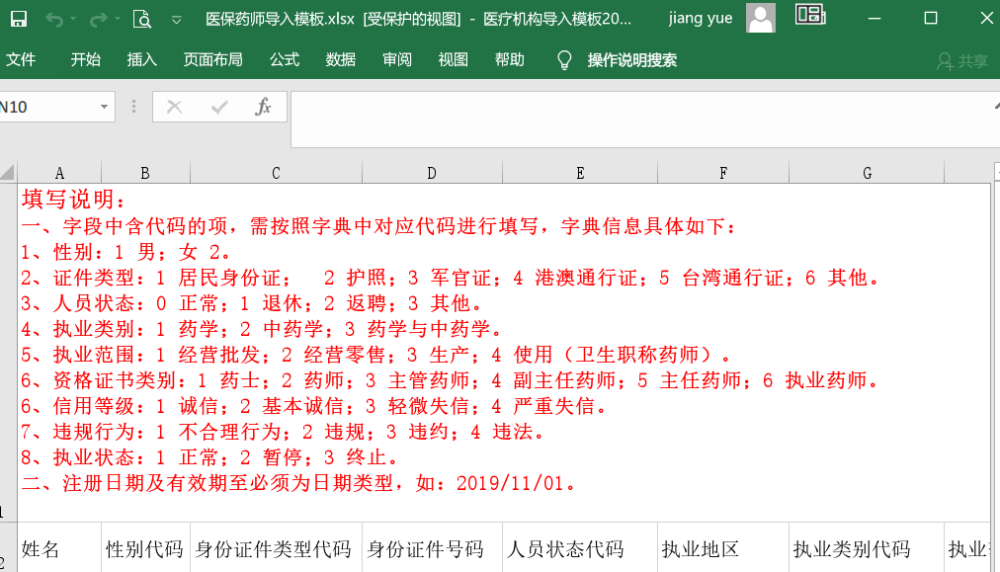 医保药师导入模板.xlsx [受保护的视图] - 医疗机构导入模板20... jiang yue
文件 开始 插入 页面布局 公式 数据 审阅 视图 帮助 操作说明搜索 共享
N10 fx
A B C D E F G
填写说明：
一、字段中含代码的项，需按照字典中对应代码进行填写，字典信息具体如下：
1、性别：1 男；女 2。
2、证件类型：1 居民身份证； 2 护照；3 军官证；4 港澳通行证；5 台湾通行证；6 其他。
3、人员状态：0 正常；1 退休；2 返聘；3 其他。
4、执业类别：1 药学；2 中药学；3 药学与中药学。
5、执业范围：1 经营批发；2 经营零售；3 生产；4 使用（卫生职称药师）。
6、资格证书类别：1 药士；2 药师；3 主管药师；4 副主任药师；5 主任药师；6 执业药师。
6、信用等级：1 诚信；2 基本诚信；3 轻微失信；4 严重失信。
7、违规行为：1 不合理行为；2 违规；3 违约；4 违法。
8、执业状态：1 正常；2 暂停；3 终止。
二、注册日期及有效期至必须为日期类型，如：2019/11/01。
1
2 姓名 性别代码 身份证件类型代码 身份证件号码 人员状态代码 执业地区 执业类别代码 执业